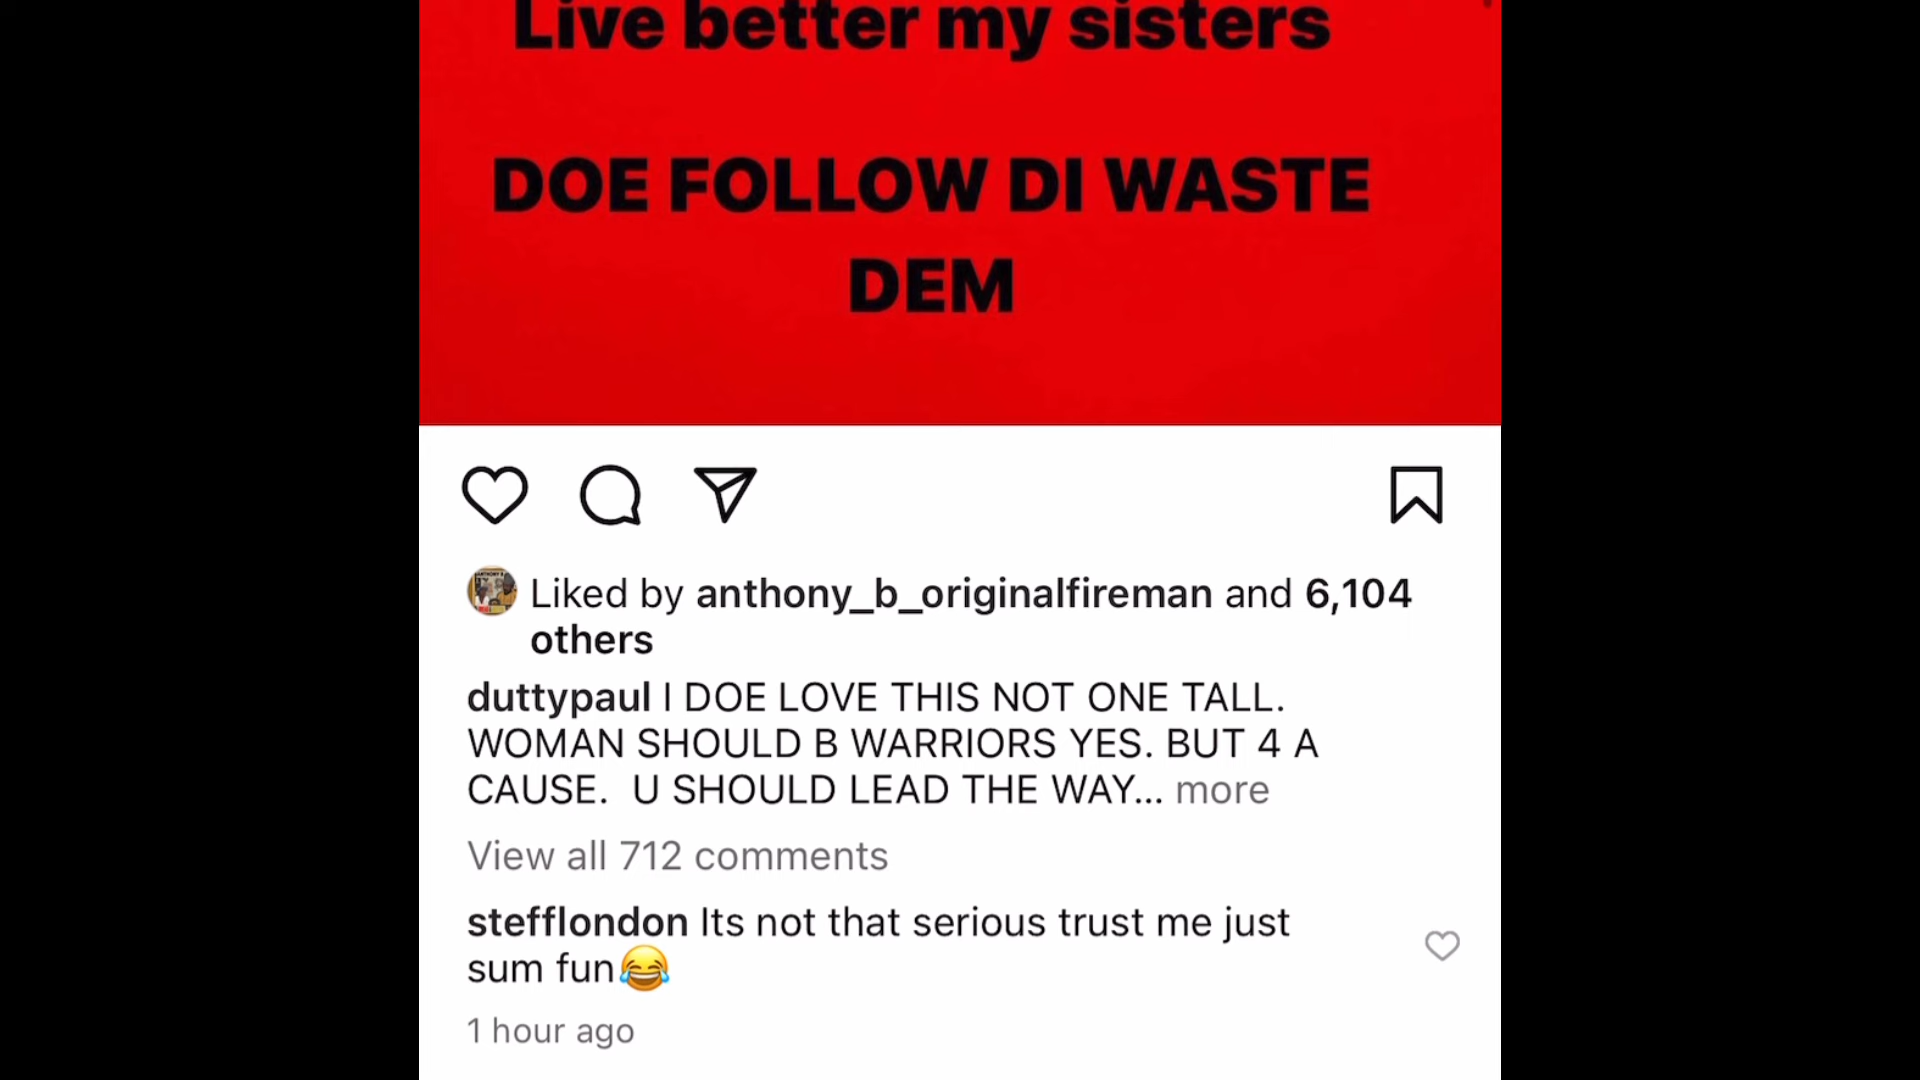 Live better my sisters
DOE FOLLOW DI WASTE
DEM
Liked by anthony_b_originalfireman and 6,104
others
duttypaul I DOE LOVE THIS NOT ONE TALL.
WOMAN SHOULD B WARRIORS YES. BUT 4 A
CAUSE.  U SHOULD LEAD THE WAY... more
View all 712 comments
stefflondon Its not that serious trust me just
sum fun😂
1 hour ago